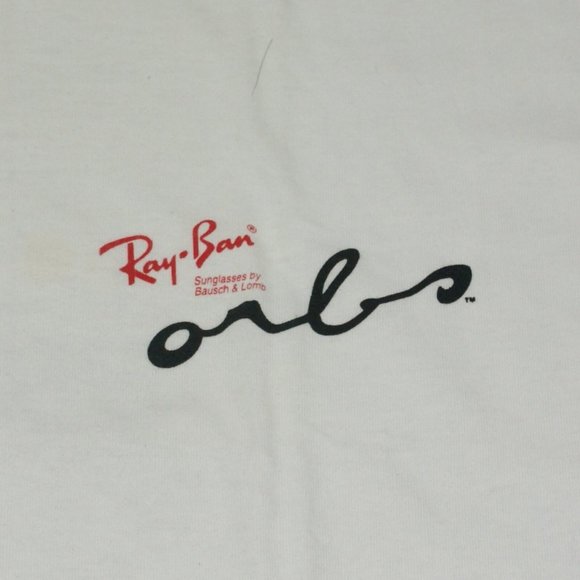 Ray-Ban®
Sunglasses by
Bausch & Lomb
orbs™